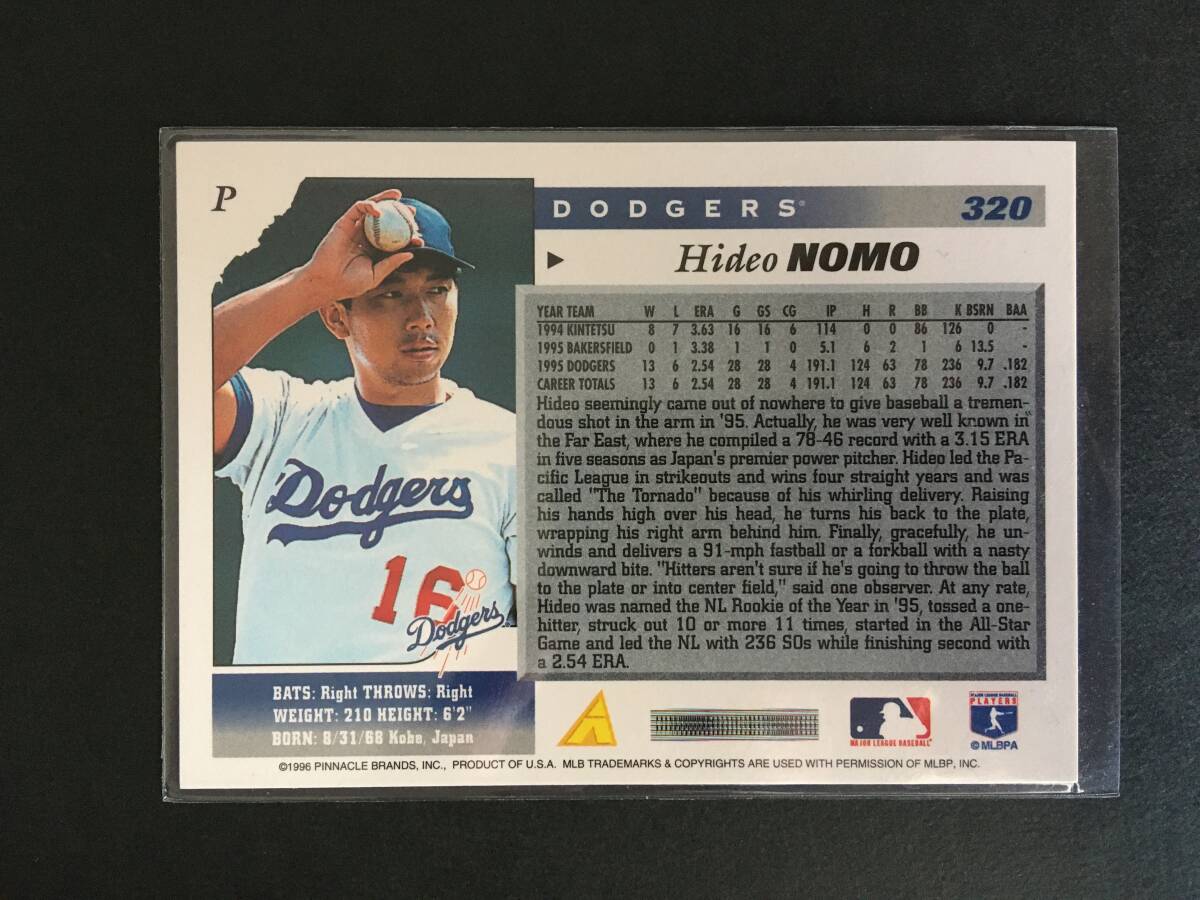 P
DODGERS® 320
Hideo NOMO
YEAR TEAM W L ERA G GS CG IP H R BB K BSRN BAA
1994 KINTETSU 8 7 3.63 16 16 6 114 0 0 86 126 0 -
1995 BAKERSFIELD 0 1 3.38 1 1 0 5.1 6 2 1 6 13.5 -
1995 DODGERS 13 6 2.54 28 28 4 191.1 124 63 78 236 9.7 .182
CAREER TOTALS 13 6 2.54 28 28 4 191.1 124 63 78 236 9.7 .182
Hideo seemingly came out of nowhere to give baseball a tremen-
dous shot in the arm in '95. Actually, he was very well known in
the Far East, where he compiled a 78-46 record with a 3.15 ERA
in five seasons as Japan's premier power pitcher. Hideo led the Pa-
cific League in strikeouts and wins four straight years and was
called "The Tornado" because of his whirling delivery. Raising
his hands high over his head, he turns his back to the plate,
wrapping his right arm behind him. Finally, gracefully, he un-
winds and delivers a 91-mph fastball or a forkball with a nasty
downward bite. "Hitters aren't sure if he's going to throw the ball
to the plate or into center field," said one observer. At any rate,
Hideo was named the NL Rookie of the Year in '95, tossed a one-
hitter, struck out 10 or more 11 times, started in the All-Star
Game and led the NL with 236 SOs while finishing second with
a 2.54 ERA.
Dodgers
16
Dodgers
BATS: Right THROWS: Right
WEIGHT: 210 HEIGHT: 6'2"
BORN: 8/31/68 Kobe, Japan
MAJOR LEAGUE BASEBALL
MAJOR LEAGUE BASEBALL
PLAYERS
© MLBPA
©1996 PINNACLE BRANDS, INC., PRODUCT OF U.S.A. MLB TRADEMARKS & COPYRIGHTS ARE USED WITH PERMISSION OF MLBP, INC.